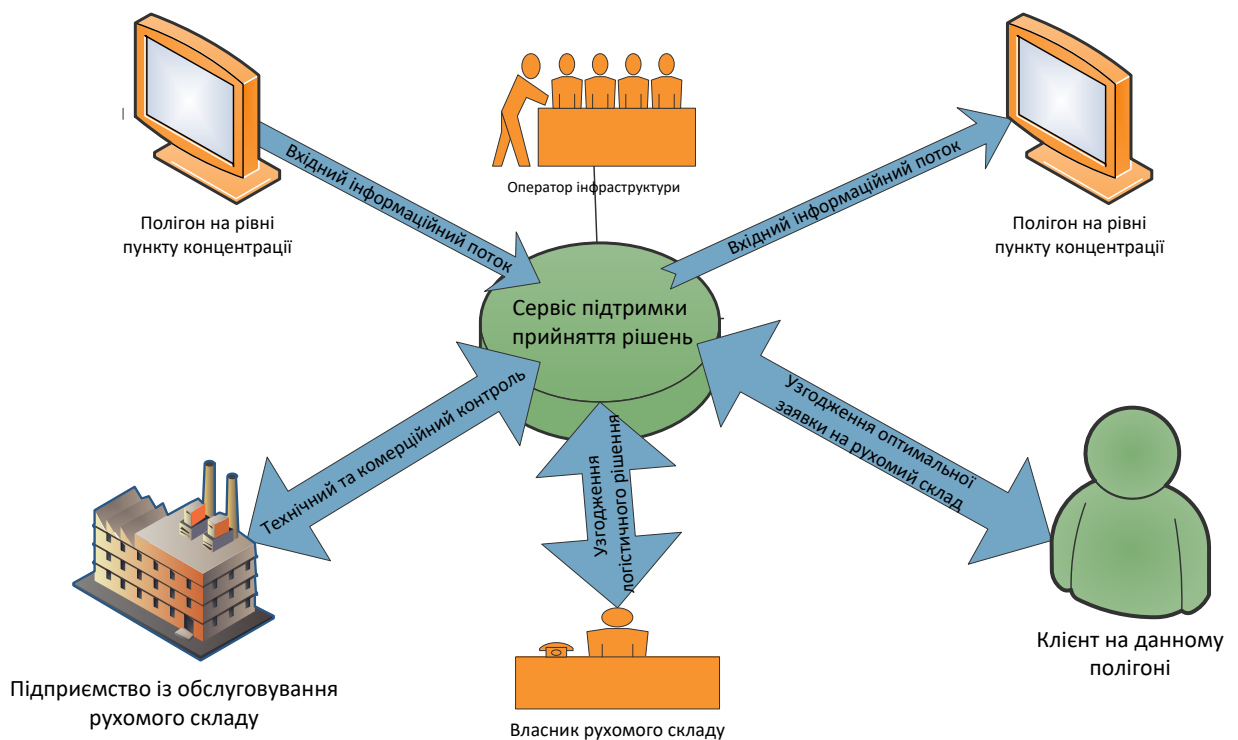 Оператор інфраструктури
Полігон на рівні
пункту концентрації
Вхідний інформаційний поток
Вхідний інформаційний поток
Полігон на рівні
пункту концентрації
Сервіс підтримки
прийняття рішень
Технічний та комерційний контроль
Узгодження
логістичного рішення
Узгодження оптимальної
заявки на рухомий склад
Підприємство із обслуговування
рухомого складу
Власник рухомого складу
Клієнт на данному
полігоні